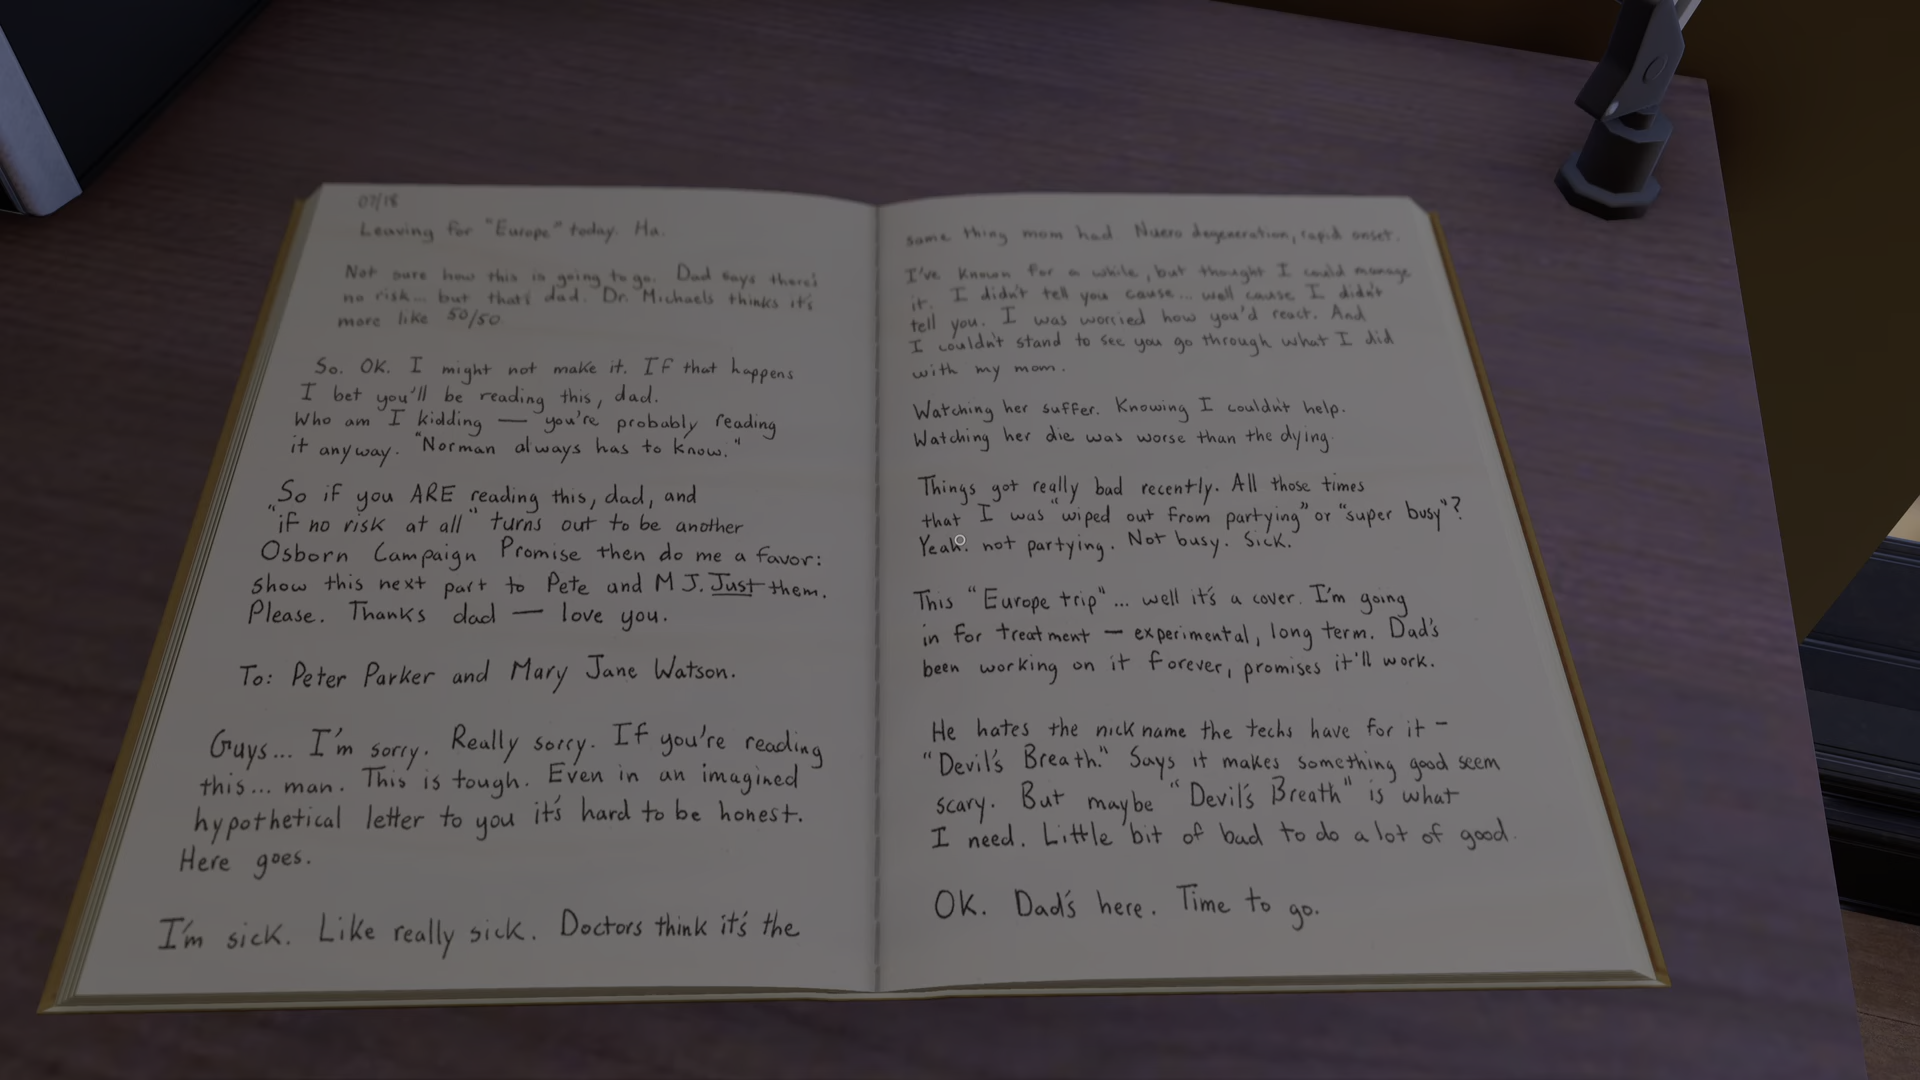 07/18
Leaving for "Europe" today. Ha.
Not sure how this is going to go. Dad says there's
no risk... but that's dad. Dr. Michaels thinks it's
more like 50/50
So. OK. I might not make it. If that happens
I bet you'll be reading this, dad.
Who am I kidding — you're probably reading
it anyway. "Norman always has to know."
So if you ARE reading this, dad, and
"if no risk at all" turns out to be another
Osborn Campaign Promise then do me a favor:
show this next part to Pete and MJ. Just them.
Please. Thanks dad — love you.
To: Peter Parker and Mary Jane Watson.
Guys... I'm sorry. Really sorry. If you're reading
this... man. This is tough. Even in an imagined
hypothetical letter to you it's hard to be honest.
Here goes.
I'm sick. Like really sick. Doctors think it's the
same thing mom had Nuero degeneration, rapid onset.
I've known for a while, but thought I could manage
it. I didn't tell you cause... well cause I didn't
tell you. I was worried how you'd react. And
I couldn't stand to see you go through what I did
with my mom.
Watching her suffer. Knowing I couldn't help.
Watching her die was worse than the dying.
Things got really bad recently. All those times
that I was "wiped out from partying" or "super busy"?
Yeah. not partying. Not busy. Sick.
This "Europe trip"... well it's a cover. I'm going
in for treatment — experimental, long term. Dad's
been working on it forever, promises it'll work.
He hates the nickname the techs have for it -
"Devil's Breath." Says it makes something good seem
scary. But maybe "Devil's Breath" is what
I need. Little bit of bad to do a lot of good.
OK. Dad's here. Time to go.